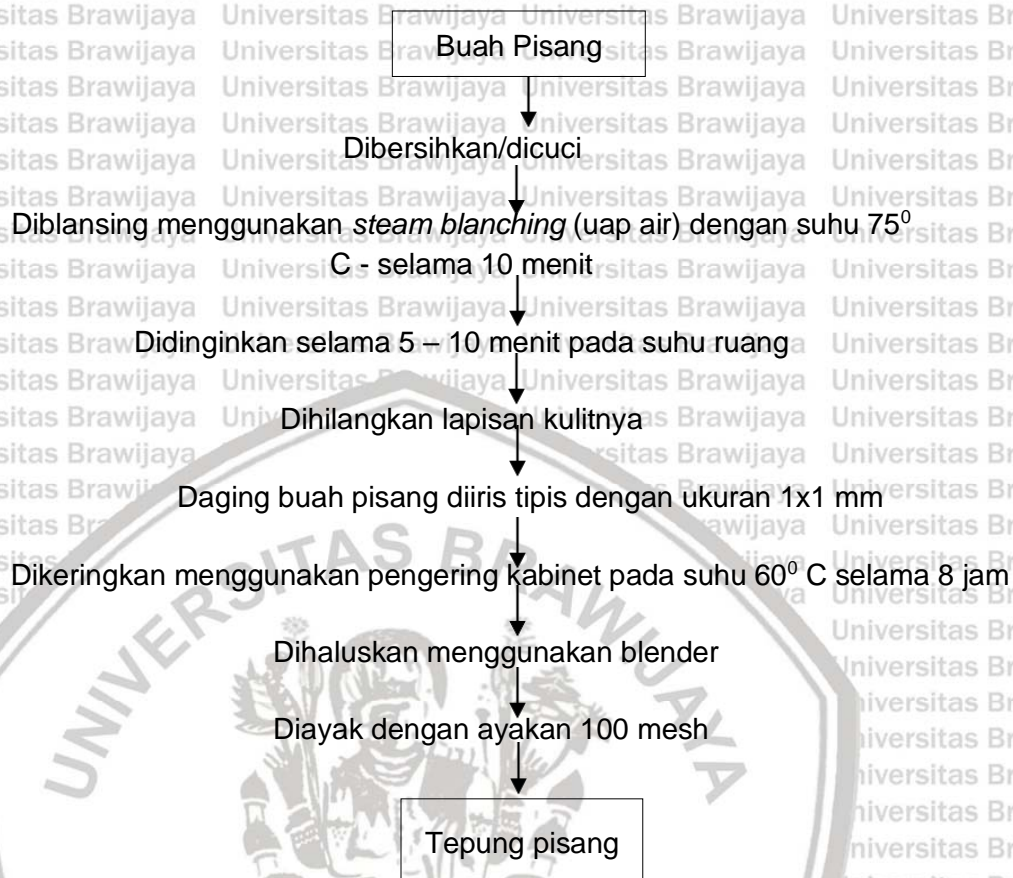 Buah Pisang
Dibersihkan/dicuci
Diblansing menggunakan steam blanching (uap air) dengan suhu 75⁰
C - selama 10 menit
Didinginkan selama 5 – 10 menit pada suhu ruang
Dihilangkan lapisan kulitnya
Daging buah pisang diiris tipis dengan ukuran 1x1 mm
Dikeringkan menggunakan pengering kabinet pada suhu 60⁰ C selama 8 jam
Dihaluskan menggunakan blender
Diayak dengan ayakan 100 mesh
Tepung pisang
UNIVERSITAS BRAWIJAYA